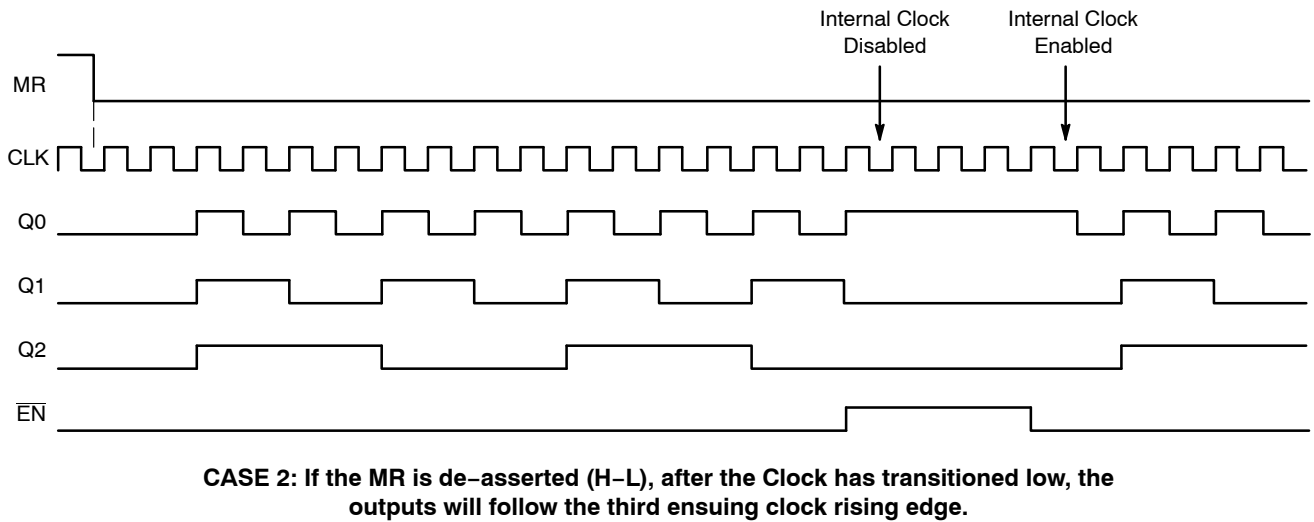 Internal Clock
Disabled
Internal Clock
Enabled
MR
CLK
Q0
Q1
Q2
EN
CASE 2: If the MR is de−asserted (H−L), after the Clock has transitioned low, the
outputs will follow the third ensuing clock rising edge.